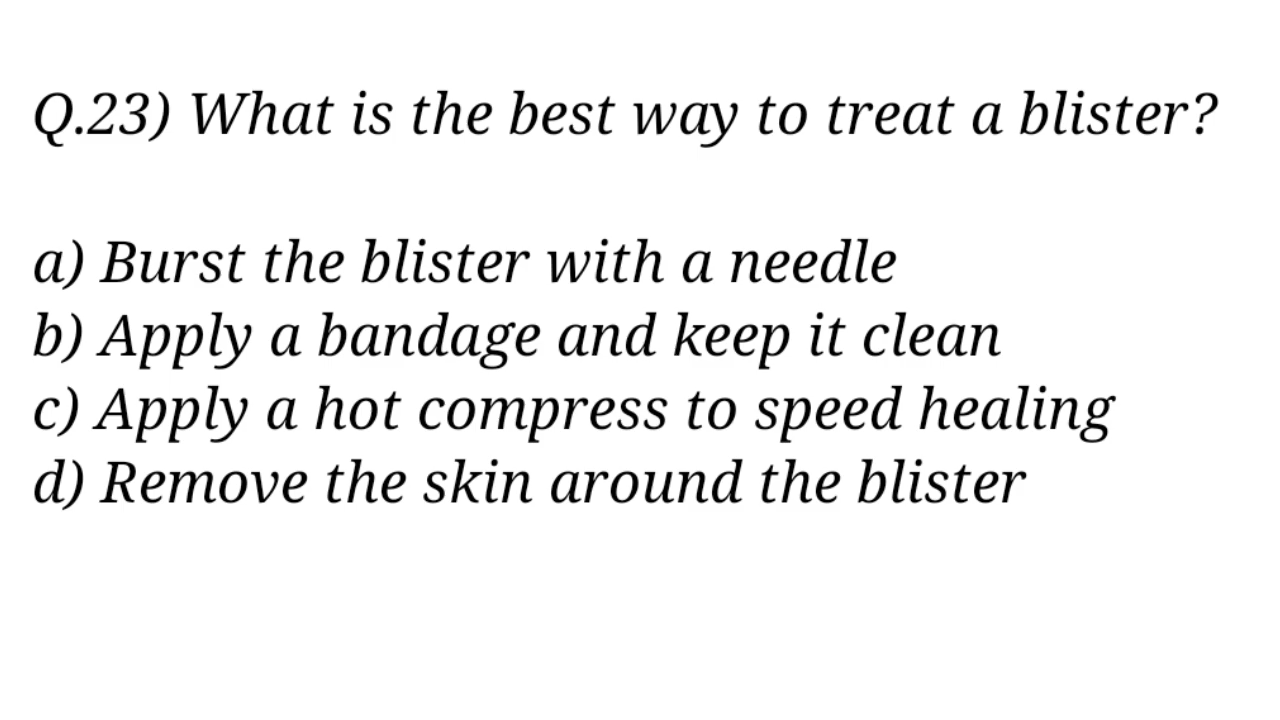 Q.23) What is the best way to treat a blister?
a) Burst the blister with a needle
b) Apply a bandage and keep it clean
c) Apply a hot compress to speed healing
d) Remove the skin around the blister